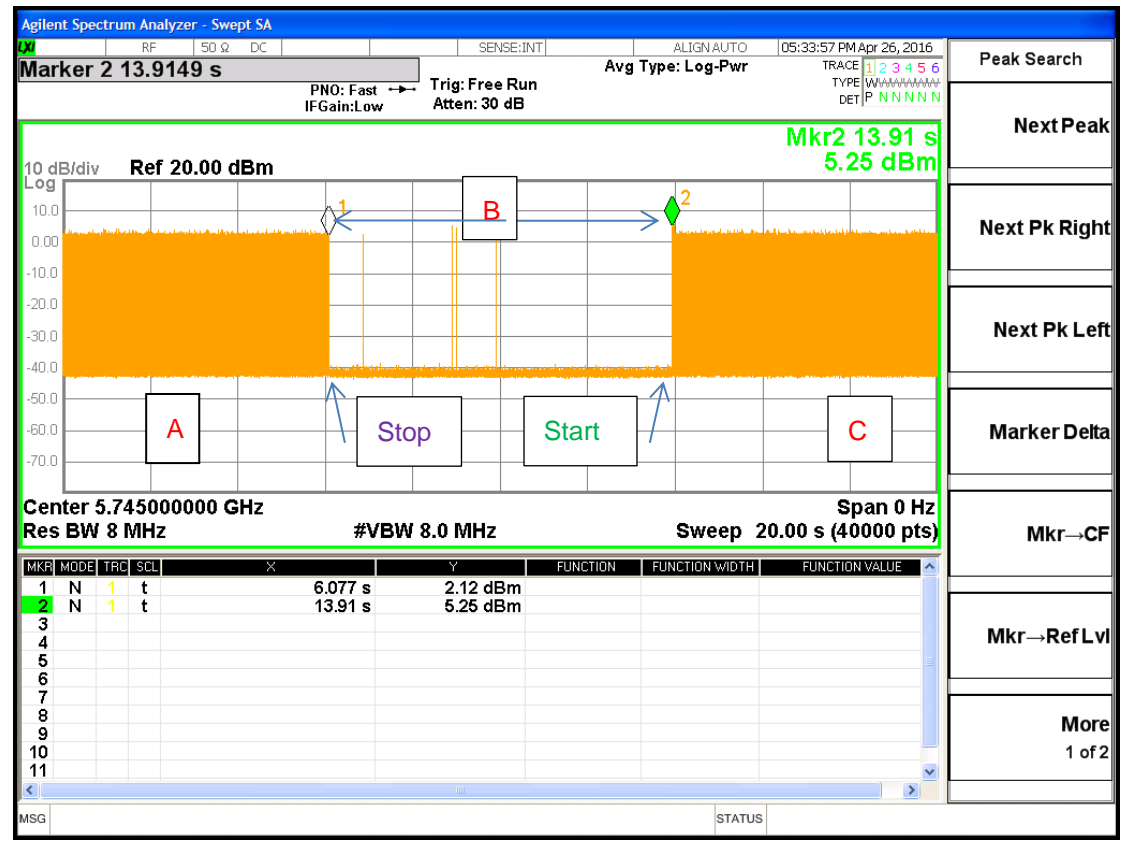 Agilent Spectrum Analyzer - Swept SA
LXI RF 50 Ω DC SENSE:INT ALIGN AUTO 05:33:57 PM Apr 26, 2016
Marker 2 13.9149 s
PNO: Fast
IFGain:Low
Trig: Free Run
Atten: 30 dB
Avg Type: Log-Pwr
TRACE 1 2 3 4 5 6
TYPE WWWWWWW
DET P N N N N N
Mkr2 13.91 s
5.25 dBm
10 dB/div Ref 20.00 dBm
Log
10.0
0.00
-10.0
-20.0
-30.0
-40.0
-50.0
-60.0
-70.0
1
B
2
A
Stop
Start
C
Center 5.745000000 GHz Span 0 Hz
Res BW 8 MHz #VBW 8.0 MHz Sweep 20.00 s (40000 pts)
MKR MODE TRC SCL X Y FUNCTION FUNCTION WIDTH FUNCTION VALUE
1 N 1 t 6.077 s 2.12 dBm
2 N 1 t 13.91 s 5.25 dBm
3
4
5
6
7
8
9
10
11
MSG STATUS
Peak Search
Next Peak
Next Pk Right
Next Pk Left
Marker Delta
Mkr→CF
Mkr→Ref Lvl
More
1 of 2